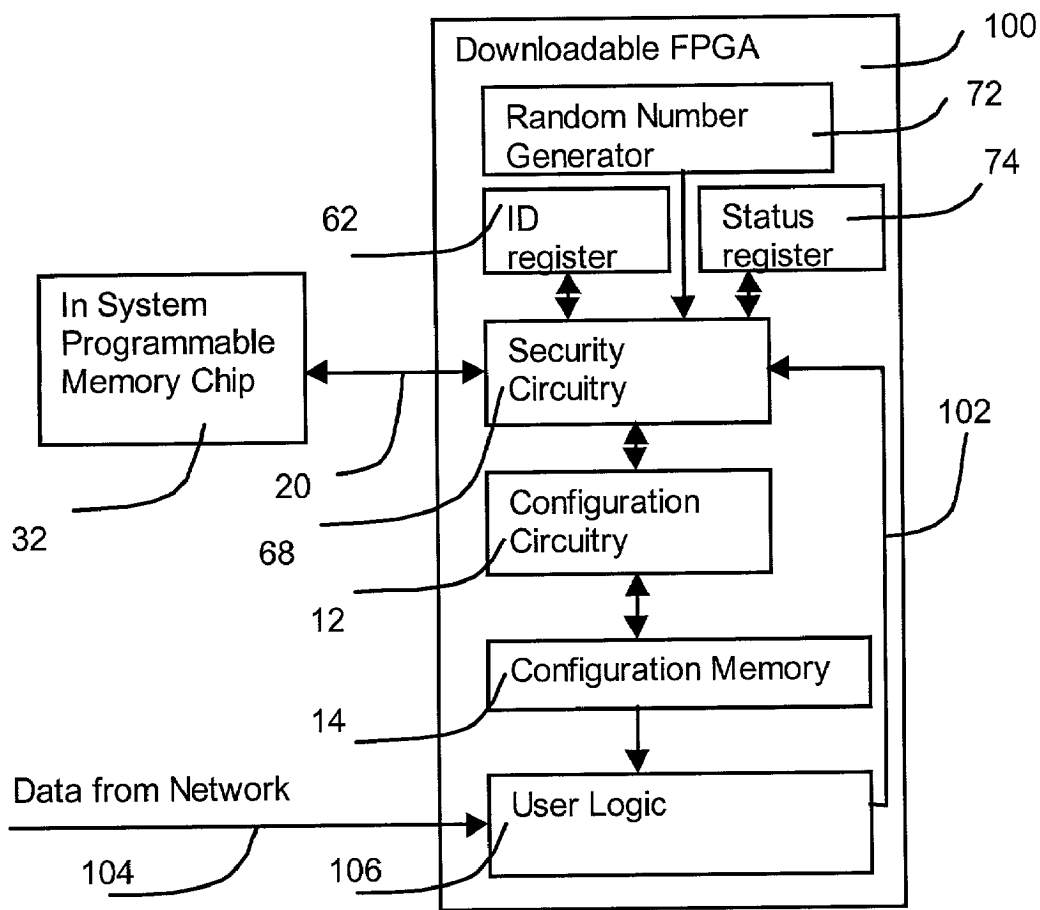 Downloadable FPGA
100
Random Number
Generator
72
62
ID
register
Status
register
74
In System
Programmable
Memory Chip
Security
Circuitry
102
20
32
68
Configuration
Circuitry
12
Configuration Memory
14
Data from Network
User Logic
104
106